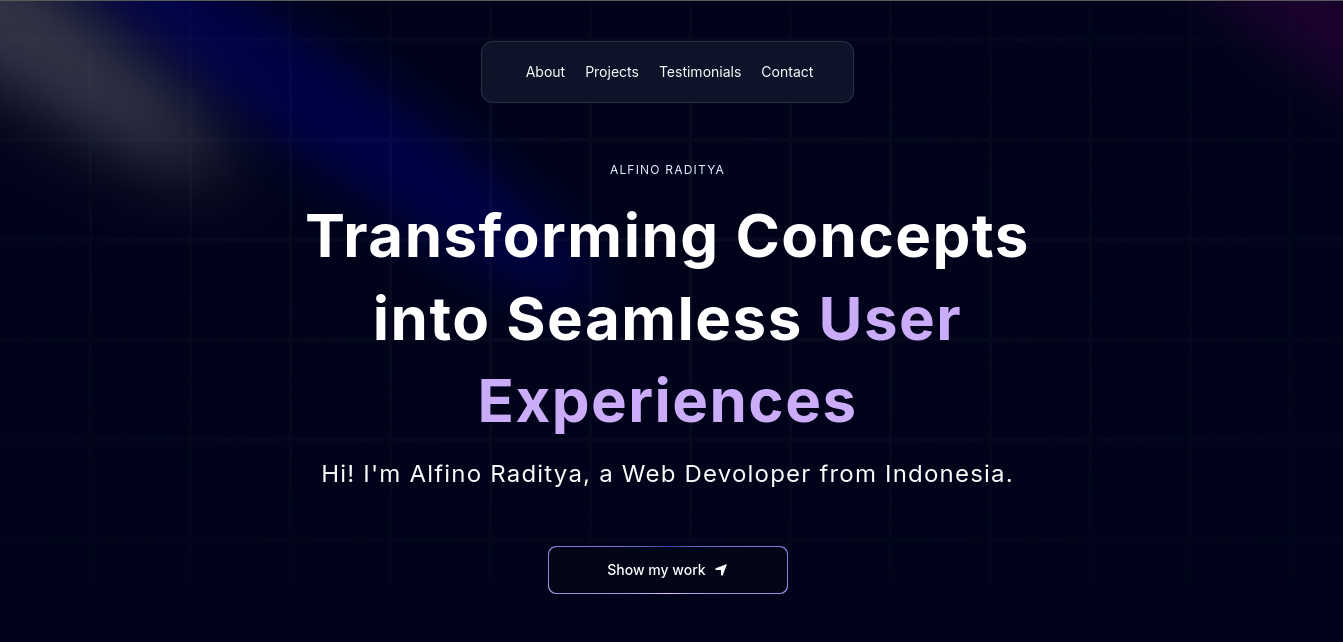 About Projects Testimonials Contact
ALFINO RADITYA
Transforming Concepts
into Seamless User
Experiences
Hi! I'm Alfino Raditya, a Web Devoloper from Indonesia.
Show my work